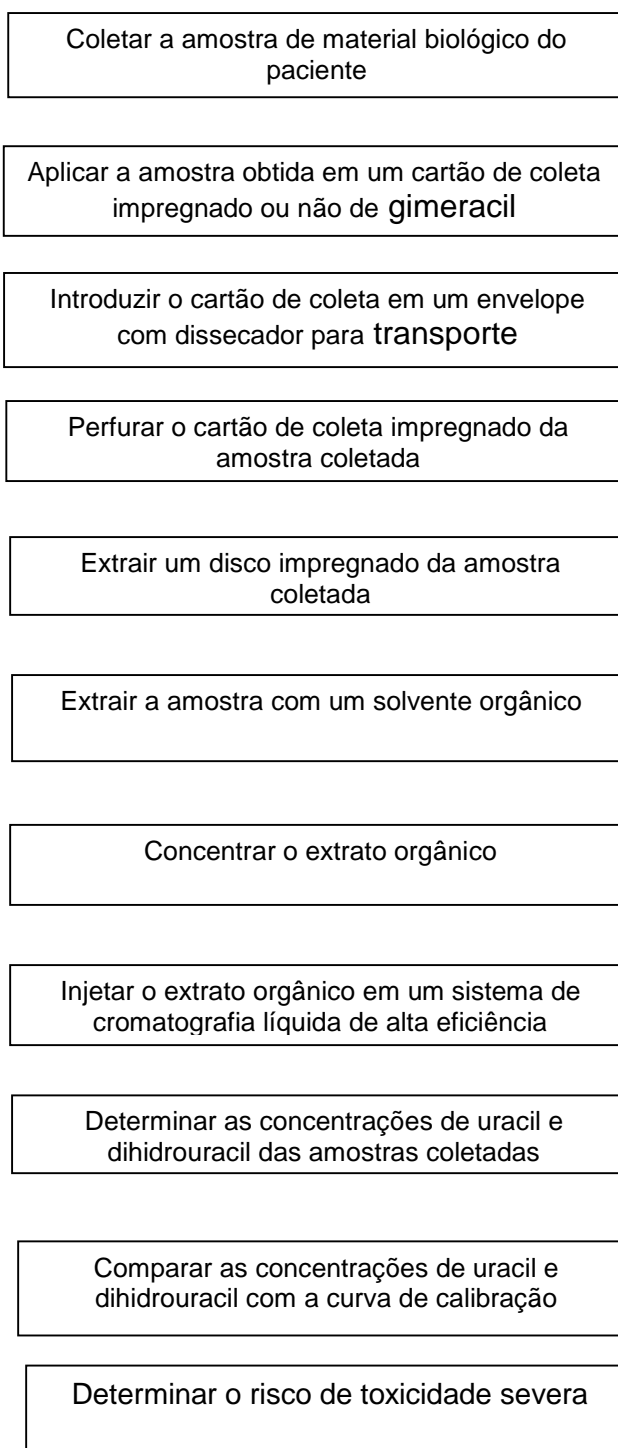 Coletar a amostra de material biológico do
paciente
Aplicar a amostra obtida em um cartão de coleta
impregnado ou não de gimeracil
Introduzir o cartão de coleta em um envelope
com dissecador para transporte
Perfurar o cartão de coleta impregnado da
amostra coletada
Extrair um disco impregnado da amostra
coletada
Extrair a amostra com um solvente orgânico
Concentrar o extrato orgânico
Injetar o extrato orgânico em um sistema de
cromatografia líquida de alta eficiência
Determinar as concentrações de uracil e
dihidrouracil das amostras coletadas
Comparar as concentrações de uracil e
dihidrouracil com a curva de calibração
Determinar o risco de toxicidade severa